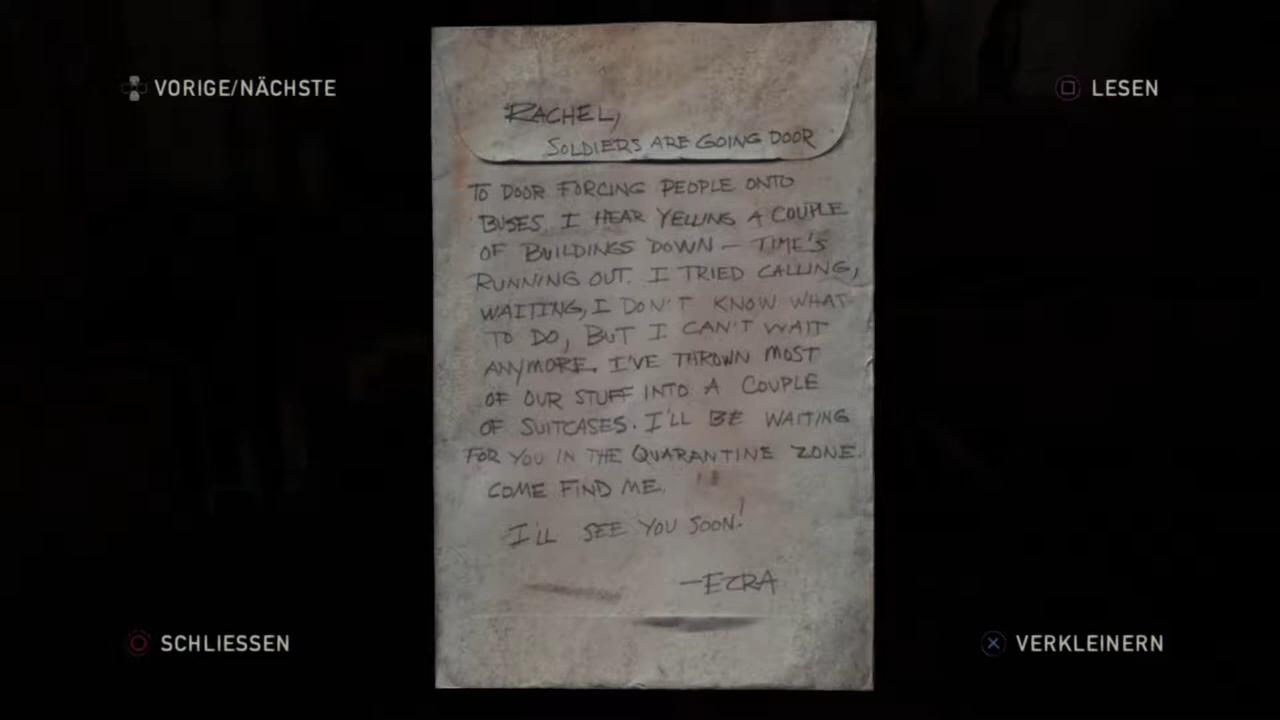 VORIGE/NÄCHSTE
LESEN
RACHEL,
SOLDIERS ARE GOING DOOR
TO DOOR FORCING PEOPLE ONTO
BUSES. I HEAR YELLING A COUPLE
OF BUILDINGS DOWN – TIME'S
RUNNING OUT. I TRIED CALLING,
WAITING, I DON'T KNOW WHAT
TO DO, BUT I CAN'T WAIT
ANYMORE. I'VE THROWN MOST
OF OUR STUFF INTO A COUPLE
OF SUITCASES. I'LL BE WAITING
FOR YOU IN THE QUARANTINE ZONE.
COME FIND ME.
I'LL SEE YOU SOON!
–EZRA
SCHLIESSEN
VERKLEINERN